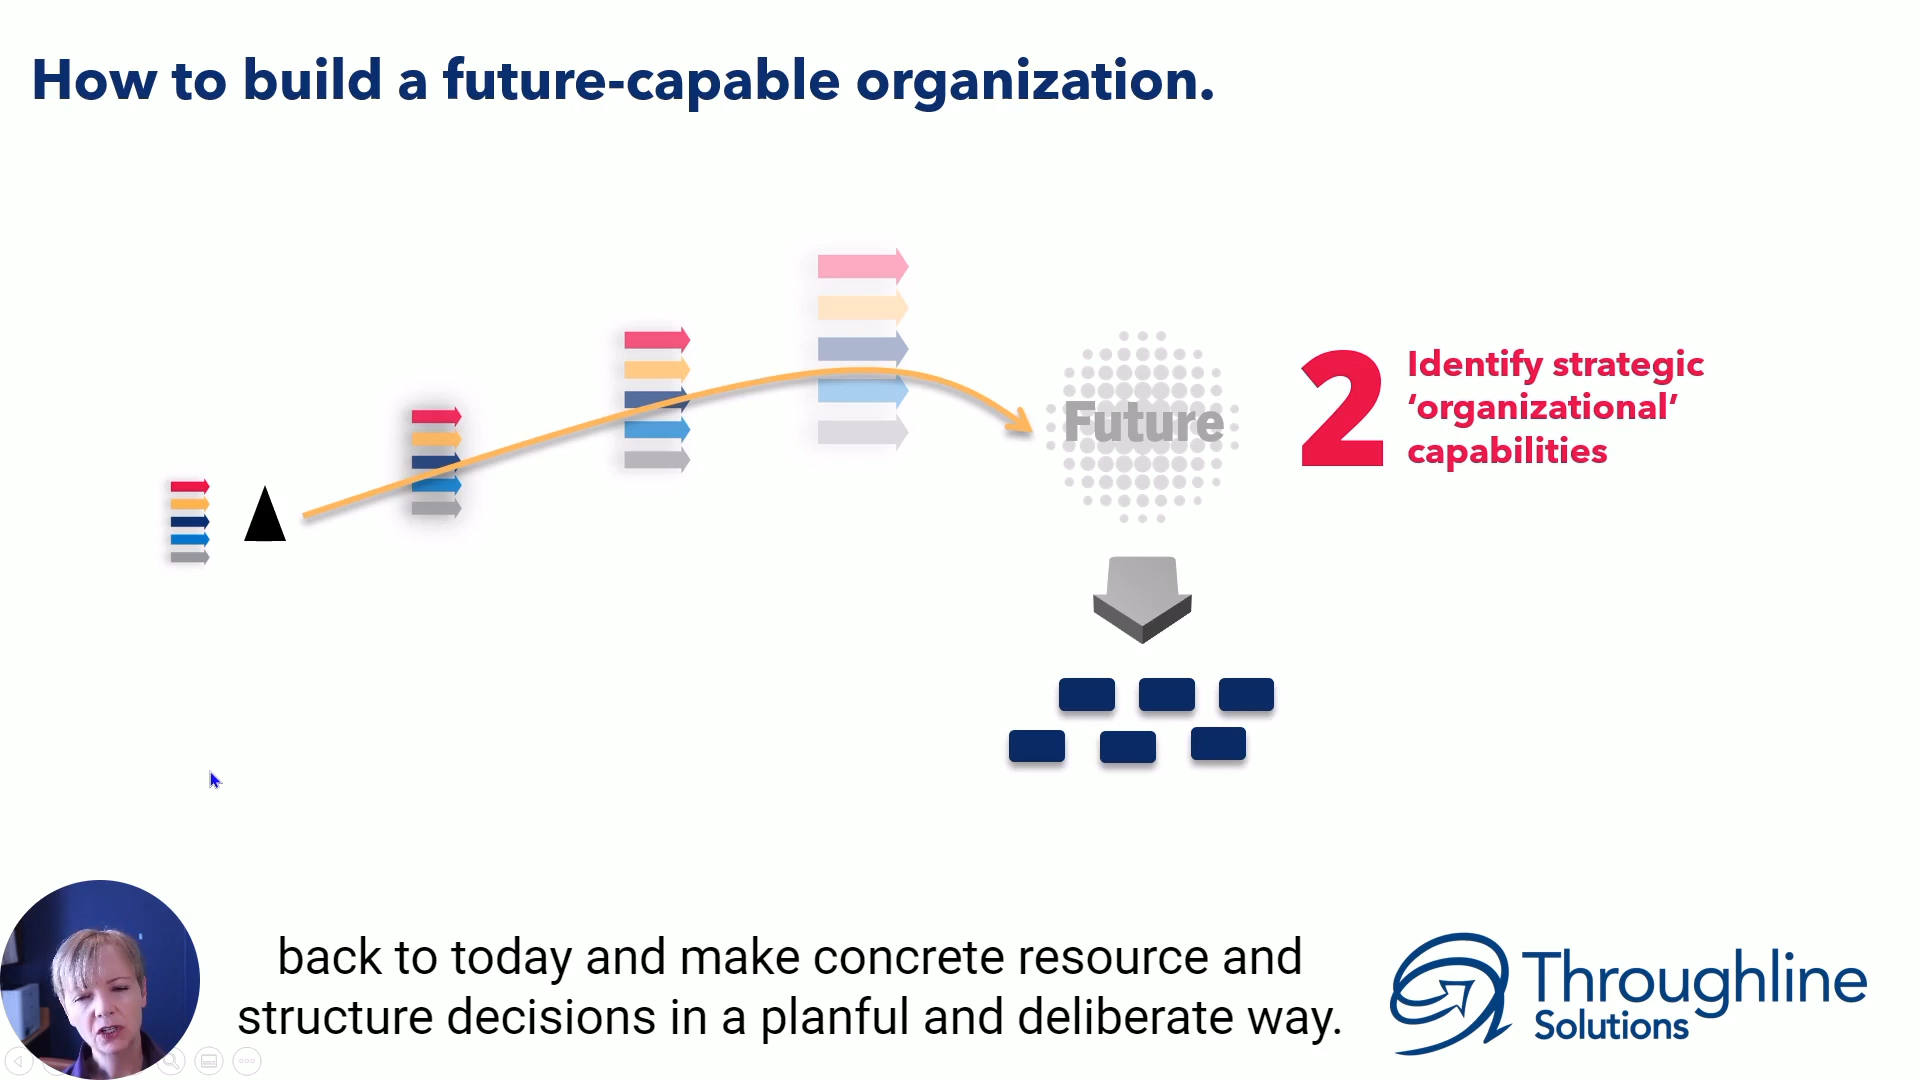 How to build a future-capable organization.
Future
2
Identify strategic
‘organizational’
capabilities
back to today and make concrete resource and
structure decisions in a planful and deliberate way.
Throughline
Solutions